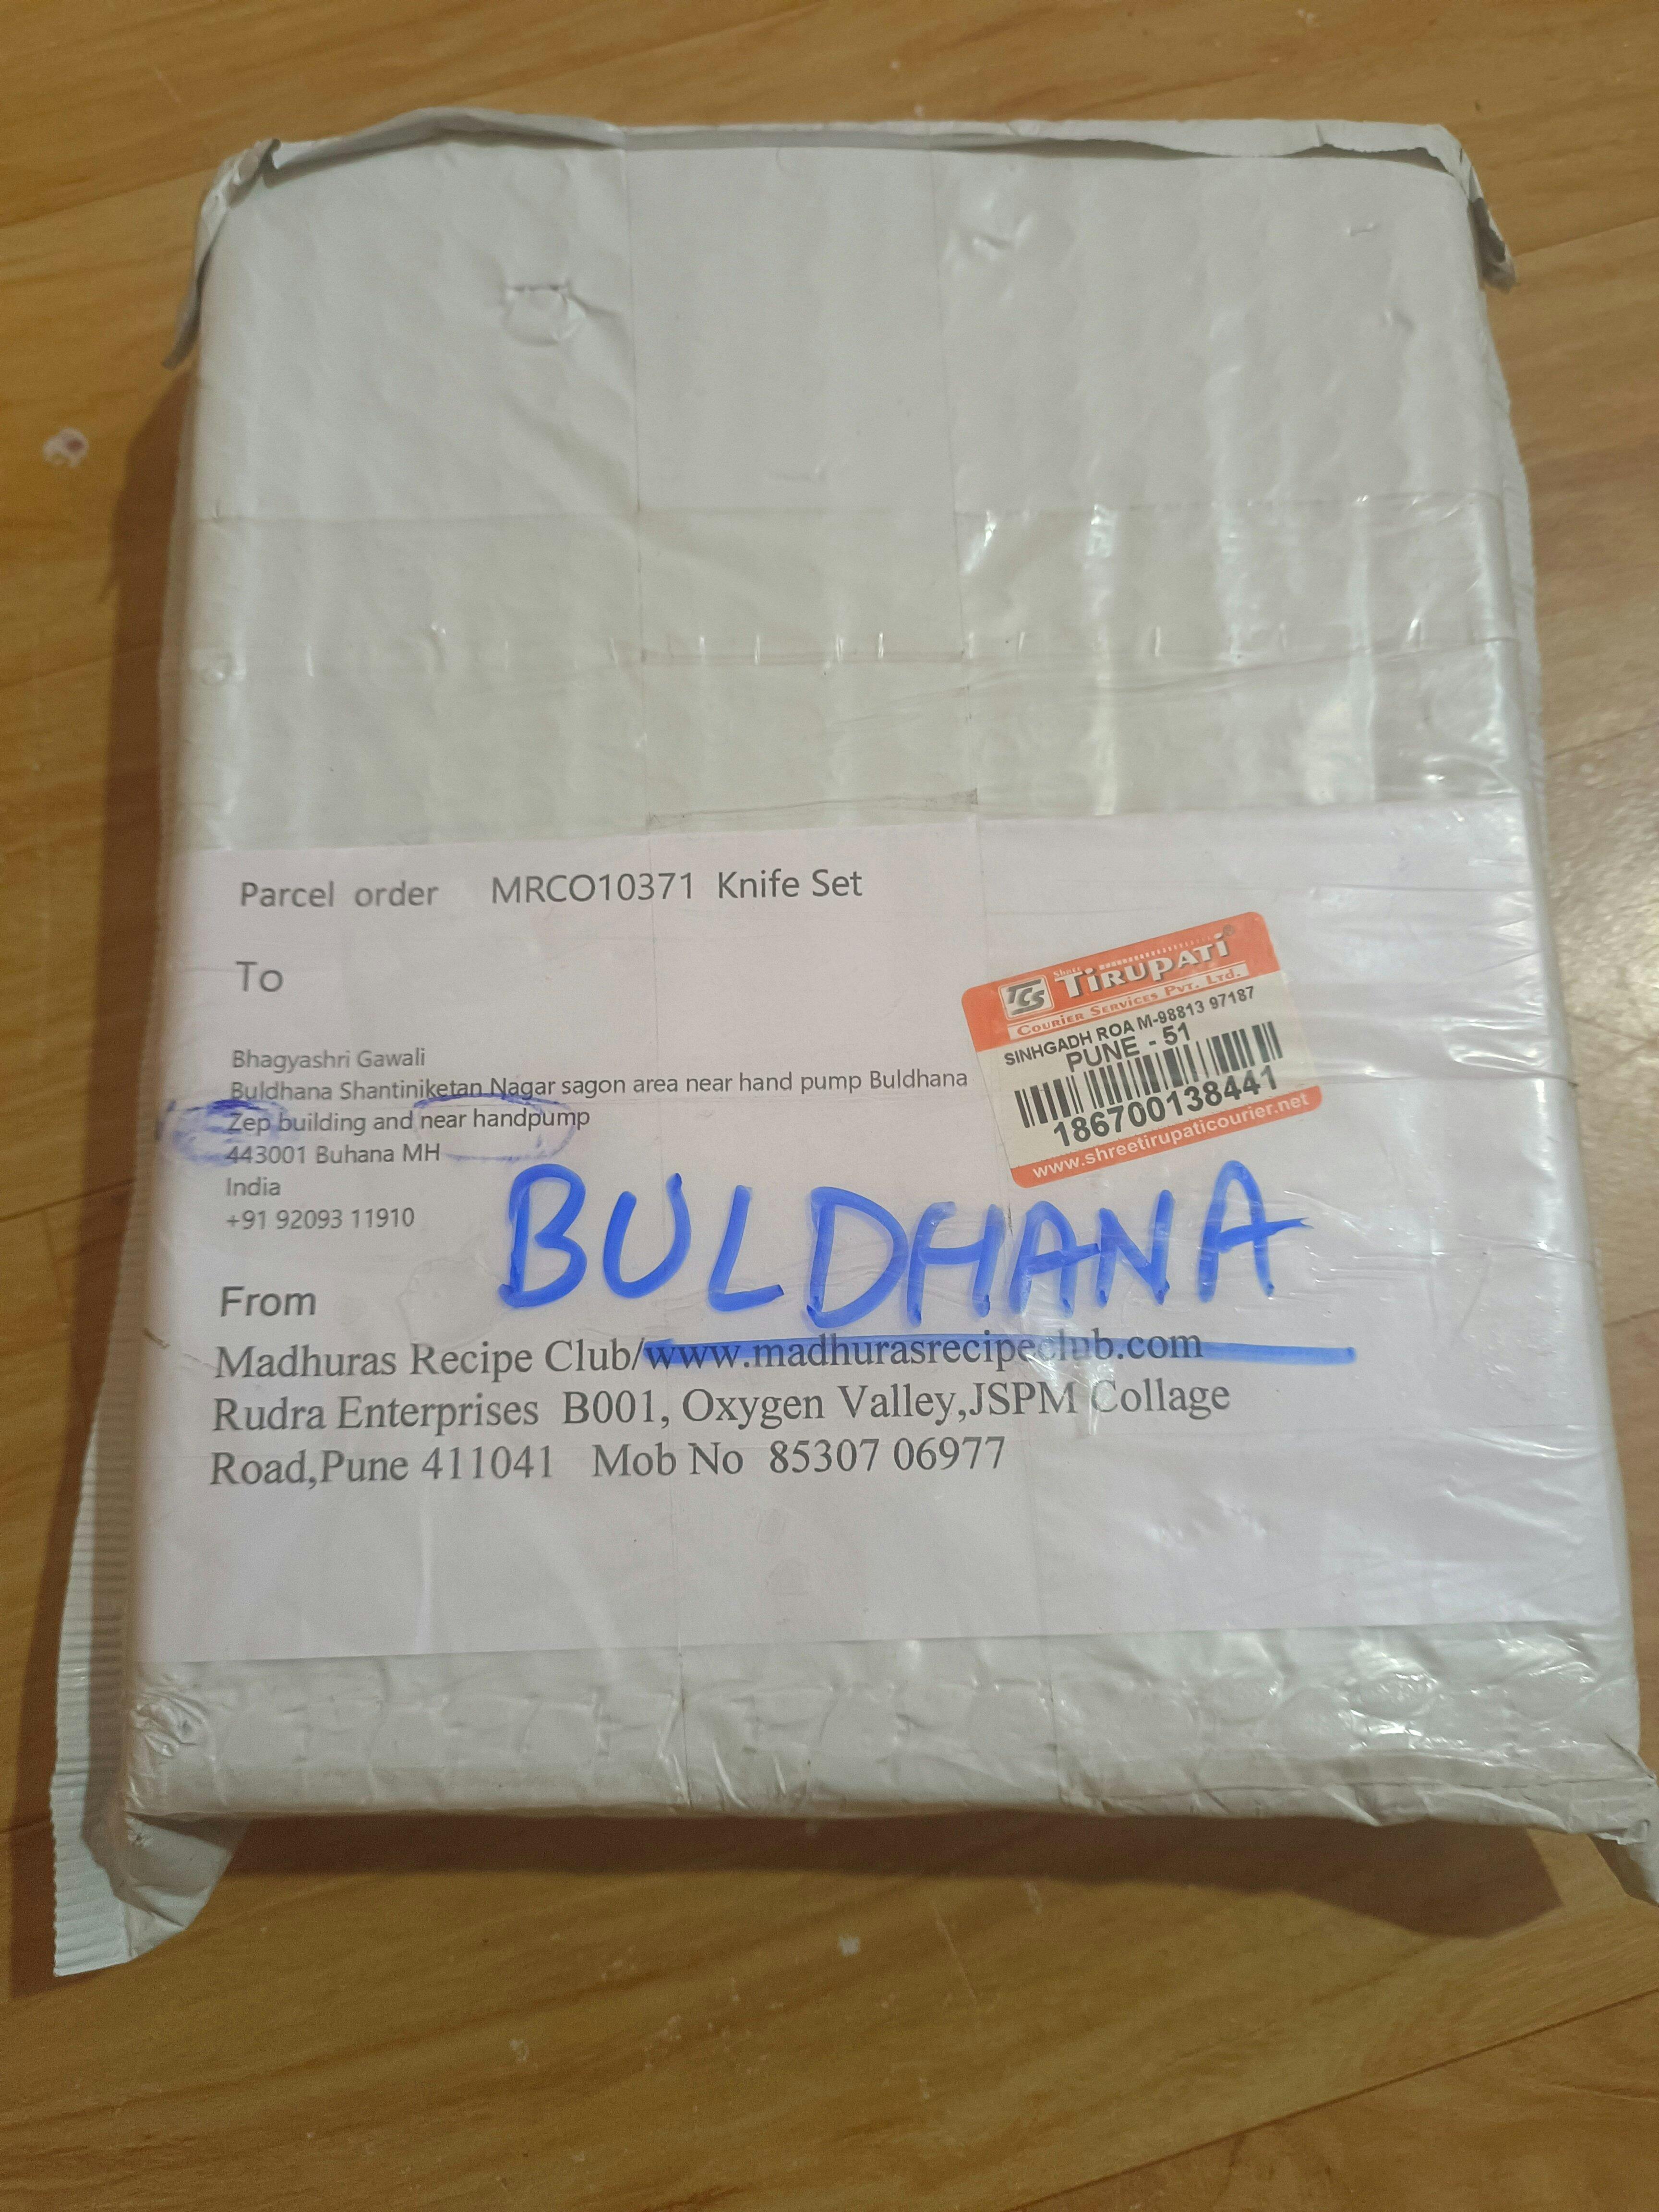 Parcel order MRCO10371 Knife Set
To
Bhagyashri Gawali
Buldhana Shantiniketan Nagar sagon area near hand pump Buldhana
Zep building and near handpump
443001 Buhana MH
India
+91 92093 11910
Shree TIRUPATI®
TCS
COURIER SERVICES PVT. LTD.
SINHGADH ROA M-98813 97187
PUNE - 51
186700138441
www.shreetirupaticourier.net
BULDHANA
From
Madhuras Recipe Club/www.madhurasrecipeclub.com
Rudra Enterprises B001, Oxygen Valley,JSPM Collage
Road,Pune 411041 Mob No 85307 06977